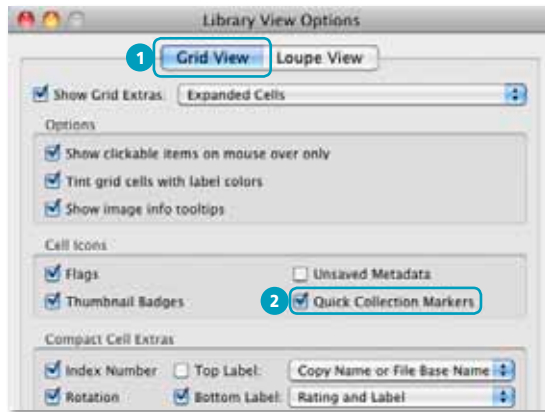 Library View Options
1 Grid View Loupe View
Show Grid Extras: Expanded Cells
Options
Show clickable items on mouse over only
Tint grid cells with label colors
Show image info tooltips
Cell Icons
Flags Unsaved Metadata
Thumbnail Badges 2 Quick Collection Markers
Compact Cell Extras
Index Number Top Label: Copy Name or File Base Name
Rotation Bottom Label: Rating and Label